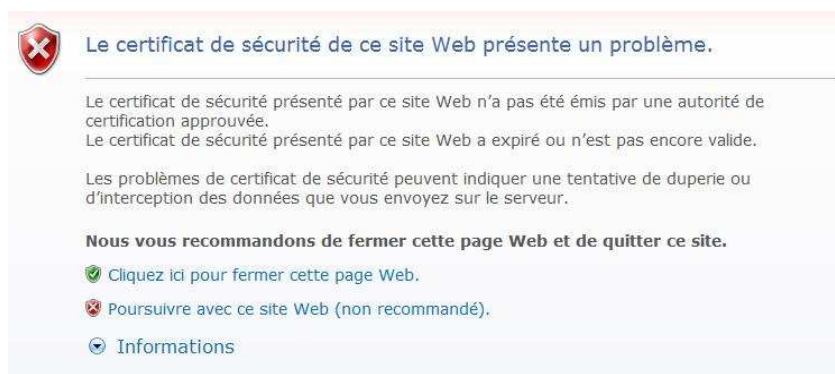 Le certificat de sécurité de ce site Web présente un problème.
Le certificat de sécurité présenté par ce site Web n'a pas été émis par une autorité de
certification approuvée.
Le certificat de sécurité présenté par ce site Web a expiré ou n'est pas encore valide.
Les problèmes de certificat de sécurité peuvent indiquer une tentative de duperie ou
d'interception des données que vous envoyez sur le serveur.
Nous vous recommandons de fermer cette page Web et de quitter ce site.
Cliquez ici pour fermer cette page Web.
Poursuivre avec ce site Web (non recommandé).
Informations